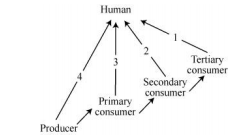 Human
1
Tertiary
consumer
2
Secondary
consumer
3
Primary
consumer
4
Producer